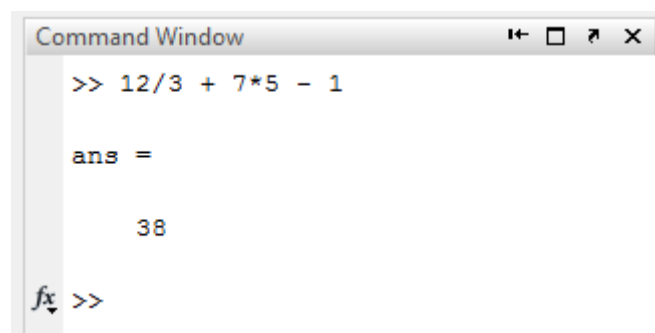 Command Window
>> 12/3 + 7*5 - 1
ans =
38
fx >>